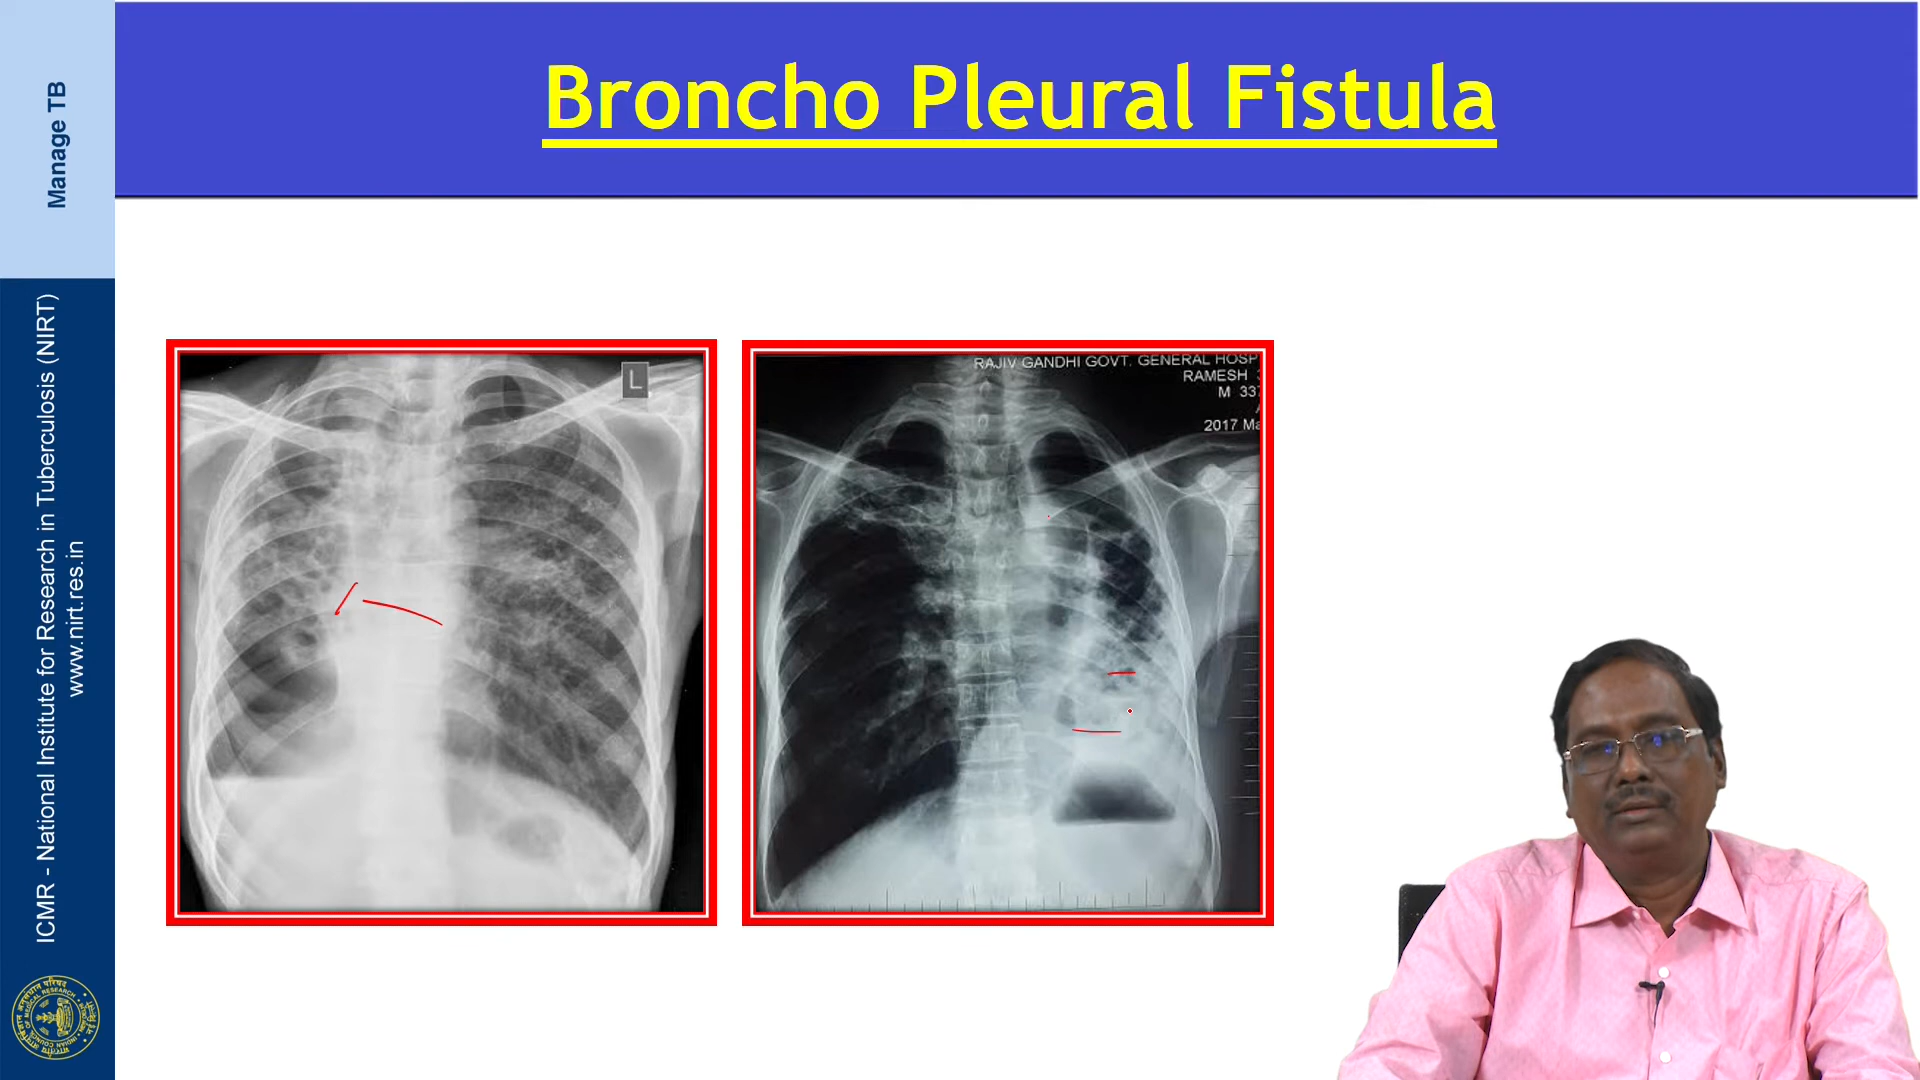 Manage TB
ICMR - National Institute for Research in Tuberculosis (NIRT)
www.nirt.res.in
Broncho Pleural Fistula
L
RAJIV GANDHI GOVT. GENERAL HOSP
RAMESH
M 33
2017 Ma